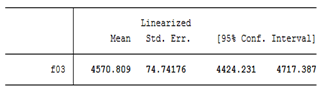 Linearized
Mean Std. Err. [95% Conf. Interval]
f03 4570.809 74.74176 4424.231 4717.387